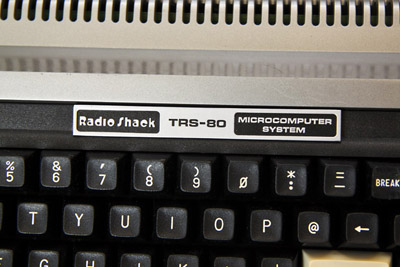 Radio Shack TRS-80 MICROCOMPUTER
SYSTEM
% & ' ( ) * =
5 6 7 8 9 Ø : - BREAK
T Y U I O P @ ←
G H J K L